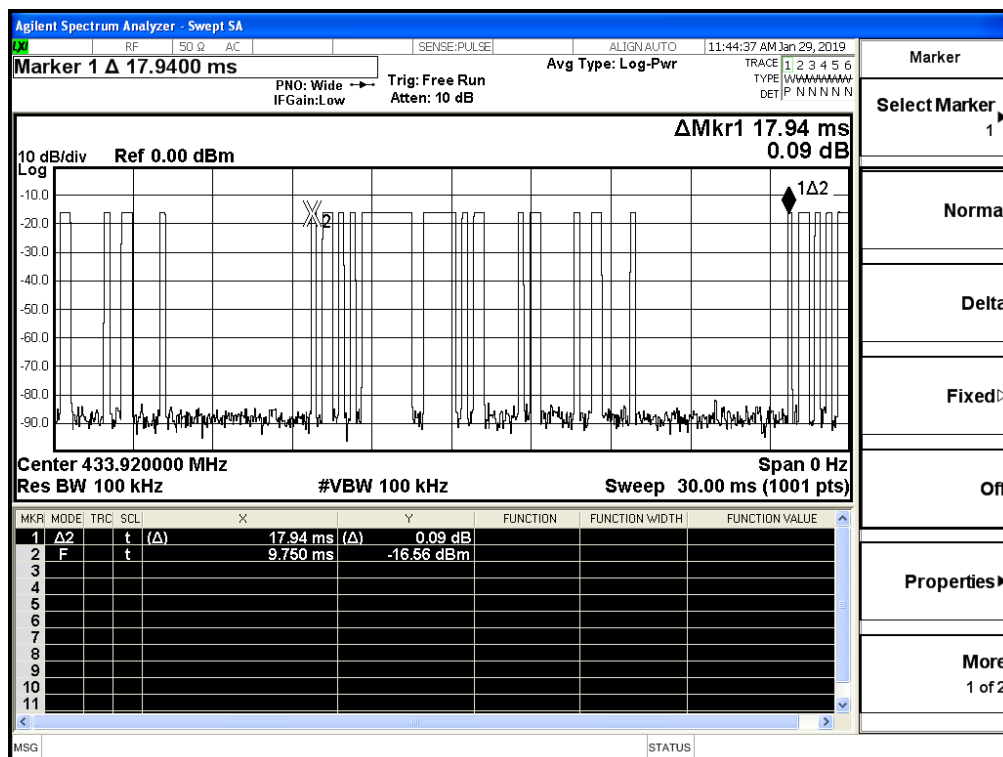 Agilent Spectrum Analyzer - Swept SA
LXI RF 50 Ω AC SENSE:PULSE ALIGN AUTO 11:44:37 AM Jan 29, 2019
Marker 1 Δ 17.9400 ms
PNO: Wide
IFGain:Low
Trig: Free Run
Atten: 10 dB
Avg Type: Log-Pwr
TRACE 1 2 3 4 5 6
TYPE
DET P N N N N N
ΔMkr1 17.94 ms
0.09 dB
10 dB/div Ref 0.00 dBm
Log
-10.0
-20.0
-30.0
-40.0
-50.0
-60.0
-70.0
-80.0
-90.0
2
1Δ2
Center 433.920000 MHz Span 0 Hz
Res BW 100 kHz #VBW 100 kHz Sweep 30.00 ms (1001 pts)
MKR MODE TRC SCL X Y FUNCTION FUNCTION WIDTH FUNCTION VALUE
1 Δ2 t (Δ) 17.94 ms (Δ) 0.09 dB
2 F t 9.750 ms -16.56 dBm
3
4
5
6
7
8
9
10
11
MSG STATUS
Marker
Select Marker
1
Norma
Delta
Fixed
Off
Properties
More
1 of 2